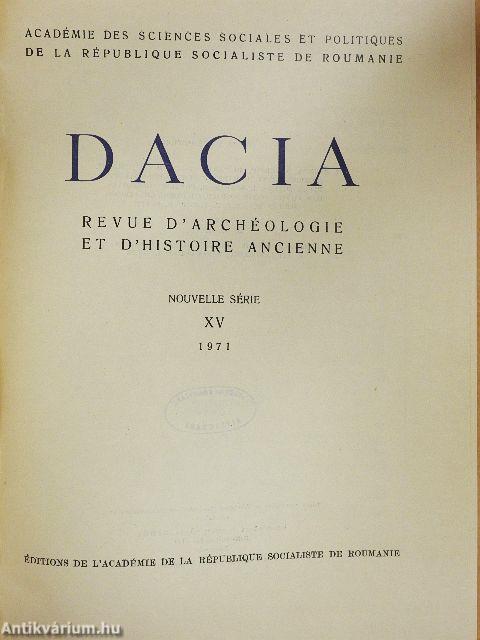 ACADÉMIE DES SCIENCES SOCIALES ET POLITIQUES
DE LA RÉPUBLIQUE SOCIALISTE DE ROUMANIE
DACIA
REVUE D'ARCHÉOLOGIE
ET D'HISTOIRE ANCIENNE
NOUVELLE SÉRIE
XV
1971
ÉDITIONS DE L'ACADÉMIE DE LA RÉPUBLIQUE SOCIALISTE DE ROUMANIE
Antikvárium.hu